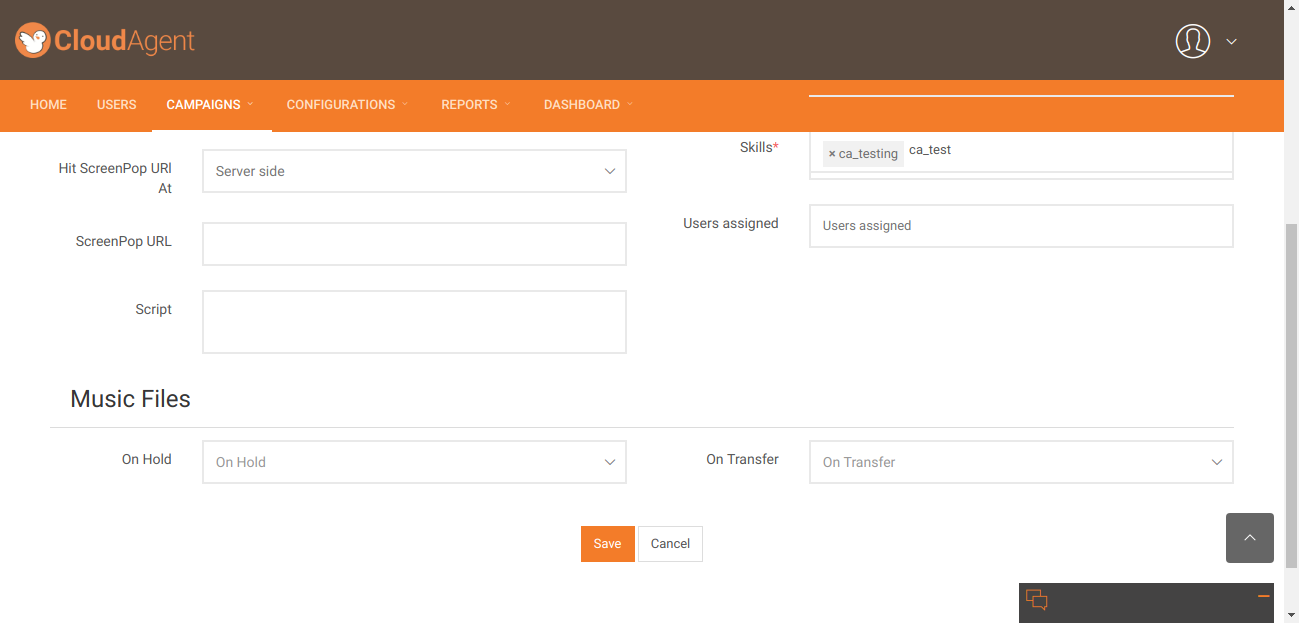 CloudAgent
HOME USERS CAMPAIGNS CONFIGURATIONS REPORTS DASHBOARD
Hit ScreenPop URl
At
Server side
ScreenPop URL
Script
Skills*
× ca_testing ca_test
Users assigned
Users assigned
Music Files
On Hold
On Hold
On Transfer
On Transfer
Save
Cancel